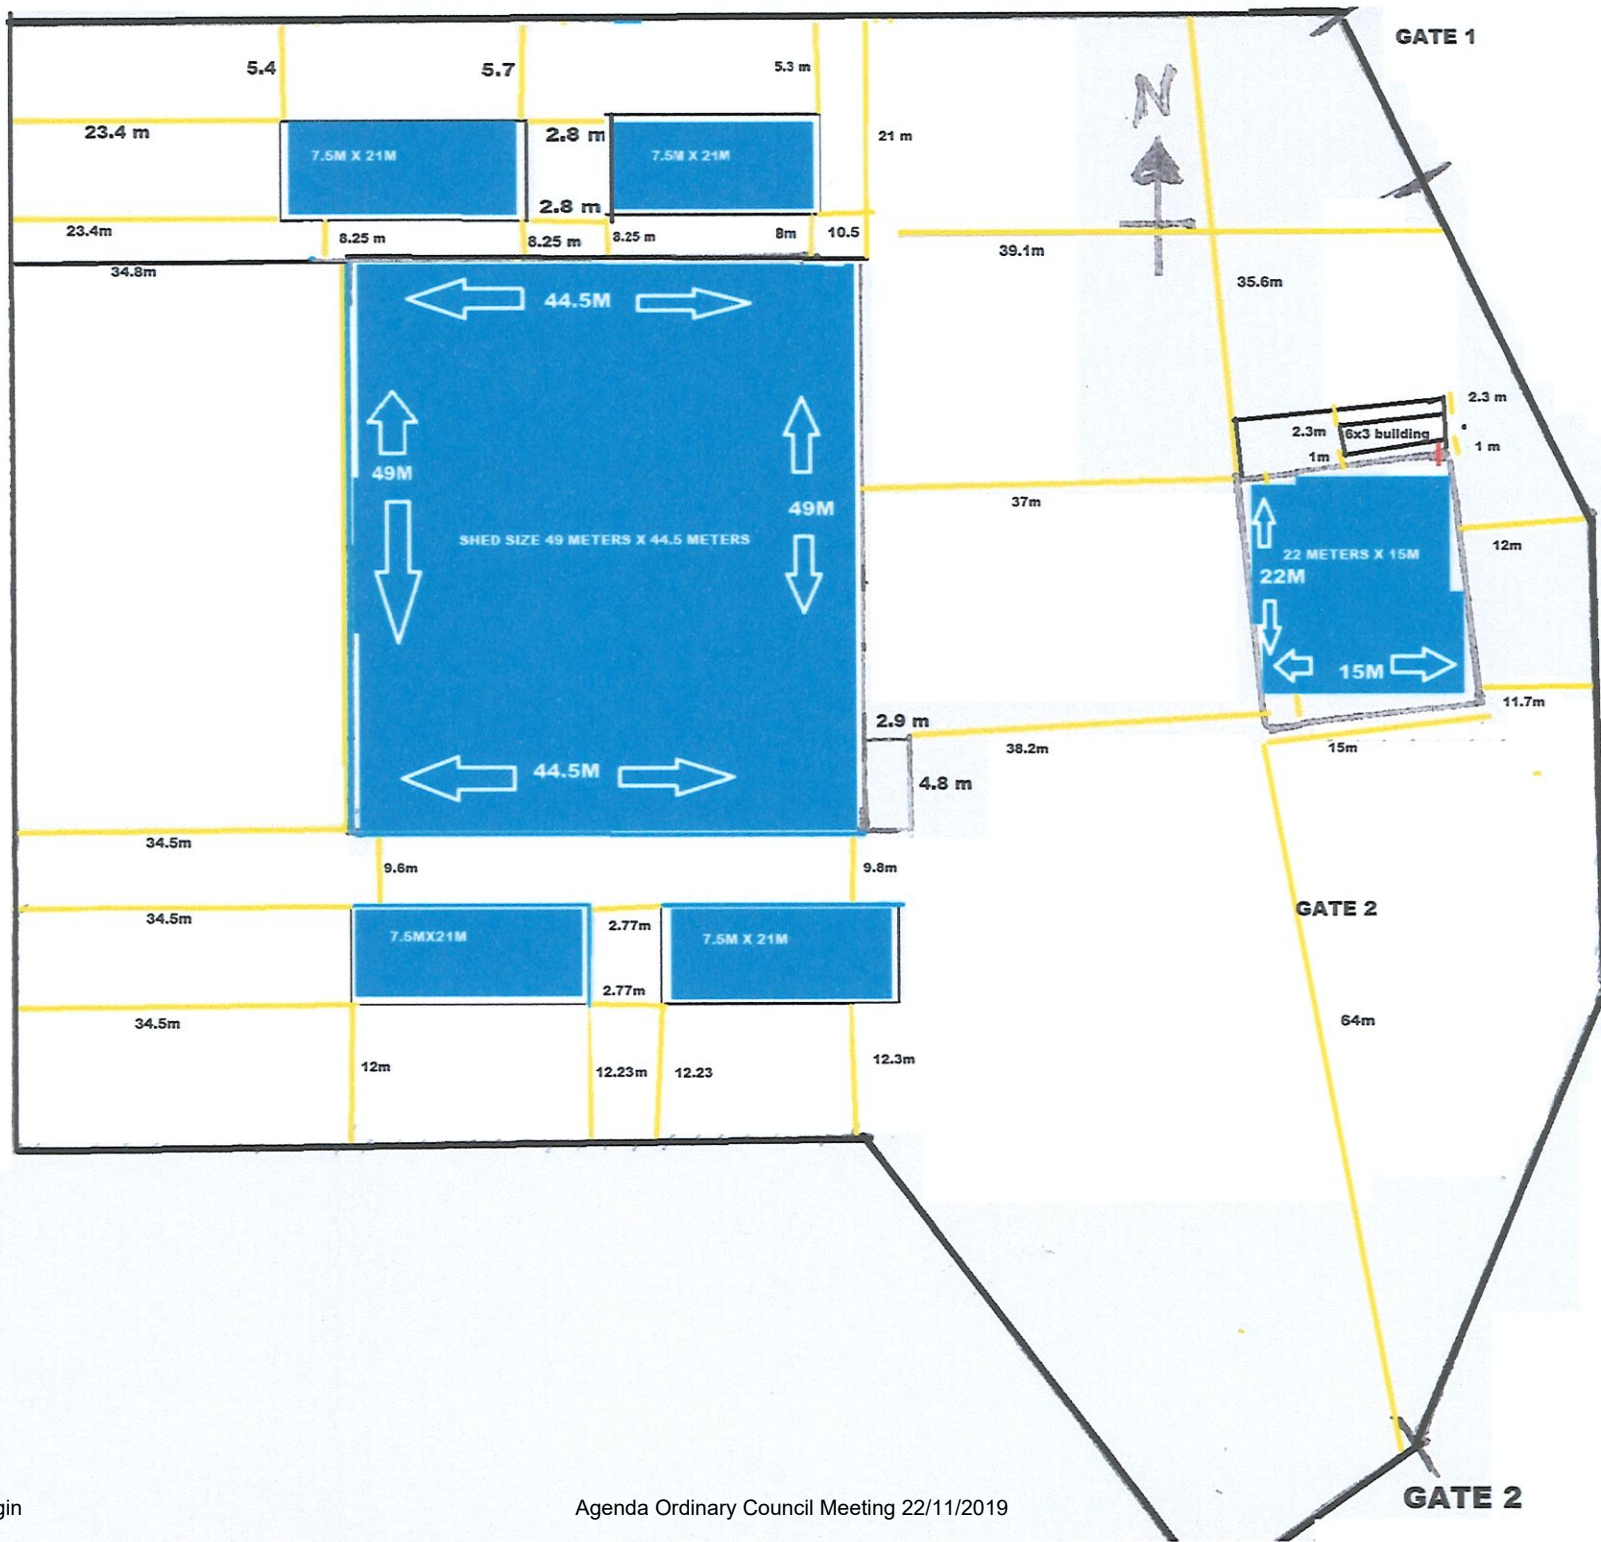 GATE 1
5.4
5.7
5.3 m
N
23.4 m
2.8 m
21 m
7.5M X 21M
7.5M X 21M
2.8 m
23.4m
8.25 m
8.25 m
8.25 m
8m
10.5
39.1m
34.8m
35.6m
44.5M
2.3 m
2.3m
6x3 building
1 m
1m
49M
49M
37m
SHED SIZE 49 METERS X 44.5 METERS
12m
22 METERS X 15M
22M
15M
11.7m
2.9 m
38.2m
15m
44.5M
4.8 m
34.5m
9.6m
9.8m
GATE 2
34.5m
2.77m
7.5MX21M
7.5M X 21M
2.77m
34.5m
64m
12m
12.23m
12.23
12.3m
GATE 2
gin
Agenda Ordinary Council Meeting 22/11/2019